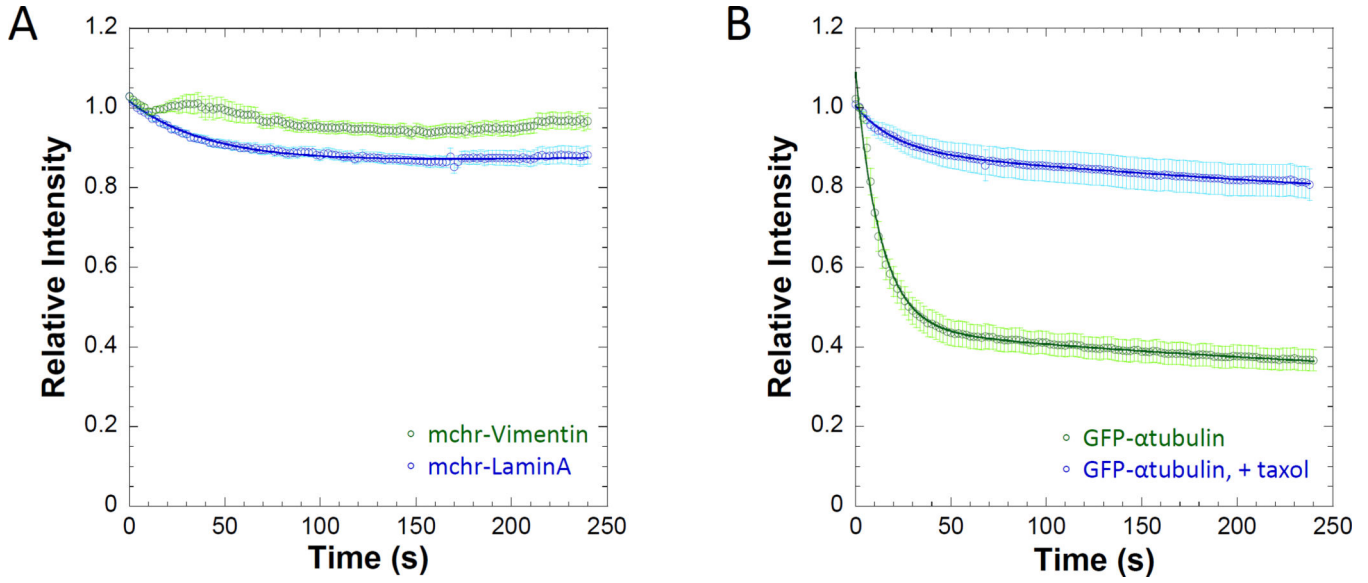 A
1.2
1.0
0.8
0.6
0.4
0.2
0
Relative Intensity
0 50 100 150 200 250
Time (s)
mchr-Vimentin
mchr-LaminA
B
1.2
1.0
0.8
0.6
0.4
0.2
0
Relative Intensity
0 50 100 150 200 250
Time (s)
GFP-αtubulin
GFP-αtubulin, + taxol